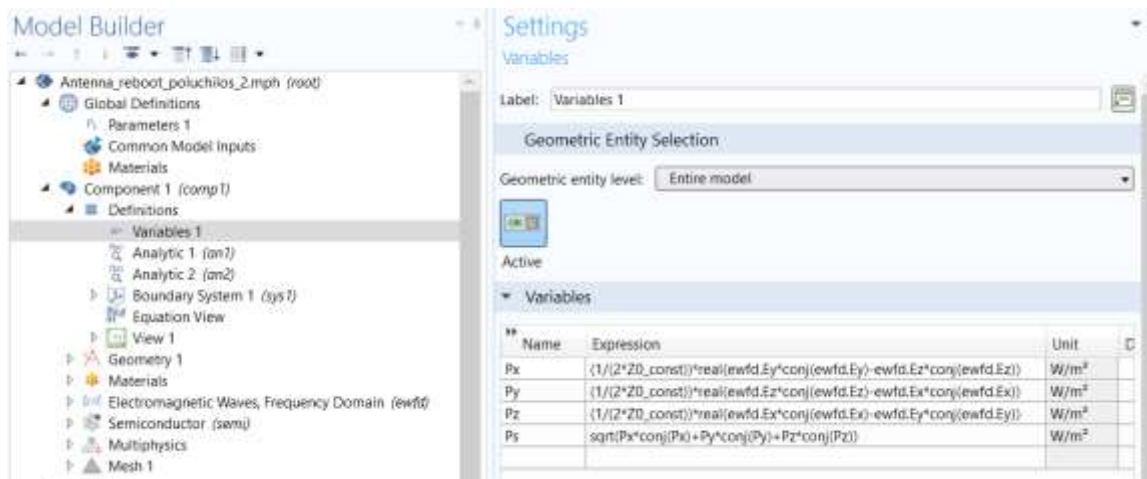 Model Builder
Antenna_reboot_poluchilos_2.mph (root)
Global Definitions
Parameters 1
Common Model Inputs
Materials
Component 1 (comp1)
Definitions
Variables 1
Analytic 1 (an1)
Analytic 2 (an2)
Boundary System 1 (sys1)
Equation View
View 1
Geometry 1
Materials
Electromagnetic Waves, Frequency Domain (ewfd)
Semiconductor (semi)
Multiphysics
Mesh 1
Settings
Variables
Label: Variables 1
Geometric Entity Selection
Geometric entity level: Entire model
Active
Variables
Name Expression Unit D
Px (1/(2*Z0_const))*real(ewfd.Ey*conj(ewfd.Ey)-ewfd.Ez*conj(ewfd.Ez)) W/m²
Py (1/(2*Z0_const))*real(ewfd.Ez*conj(ewfd.Ez)-ewfd.Ex*conj(ewfd.Ex)) W/m²
Pz (1/(2*Z0_const))*real(ewfd.Ex*conj(ewfd.Ex)-ewfd.Ey*conj(ewfd.Ey)) W/m²
Ps sqrt(Px*conj(Px)+Py*conj(Py)+Pz*conj(Pz)) W/m²